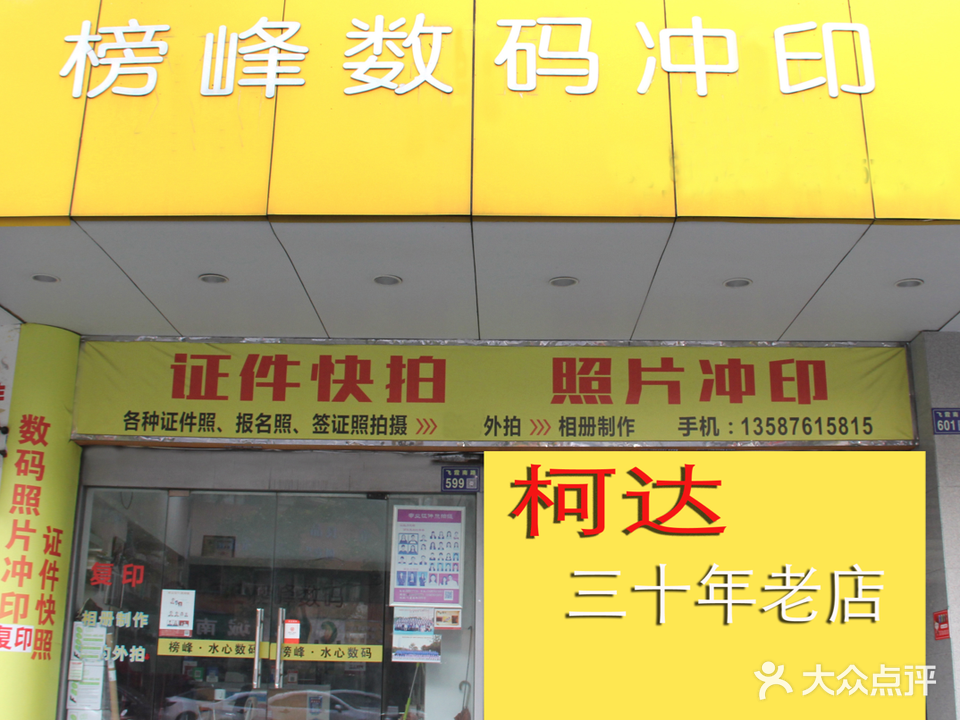 榜峰数码冲印
证件快拍 照片冲印
各种证件照、报名照、签证照拍摄 》》 外拍 》》 相册制作 手机：13587615815
飞霞南路
599
601
数码照片冲印
证件快照
复印
复印
相册制作
外拍
榜峰·水心数码
榜峰·水心数码
柯达
三十年老店
大众点评